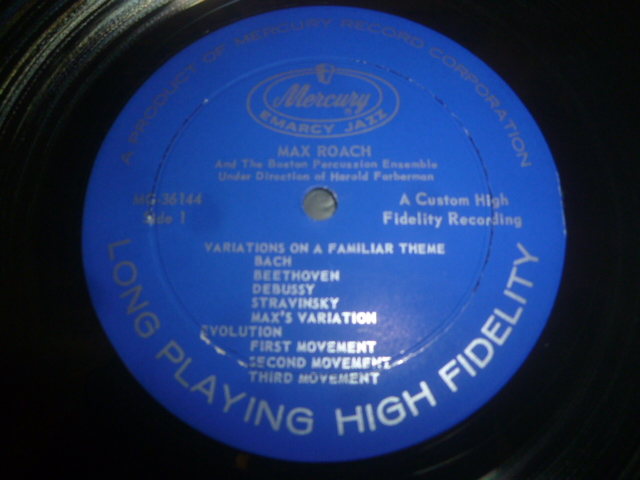 A PRODUCT OF MERCURY RECORD CORPORATION
Mercury
EMARCY JAZZ
MAX ROACH
And The Boston Percussion Ensemble
Under Direction of Harold Farberman
MG-36144
Side 1
A Custom High
Fidelity Recording
VARIATIONS ON A FAMILIAR THEME
BACH
BEETHOVEN
DEBUSSY
STRAVINSKY
MAX'S VARIATION
EVOLUTION
FIRST MOVEMENT
SECOND MOVEMENT
THIRD MOVEMENT
LONG PLAYING HIGH FIDELITY